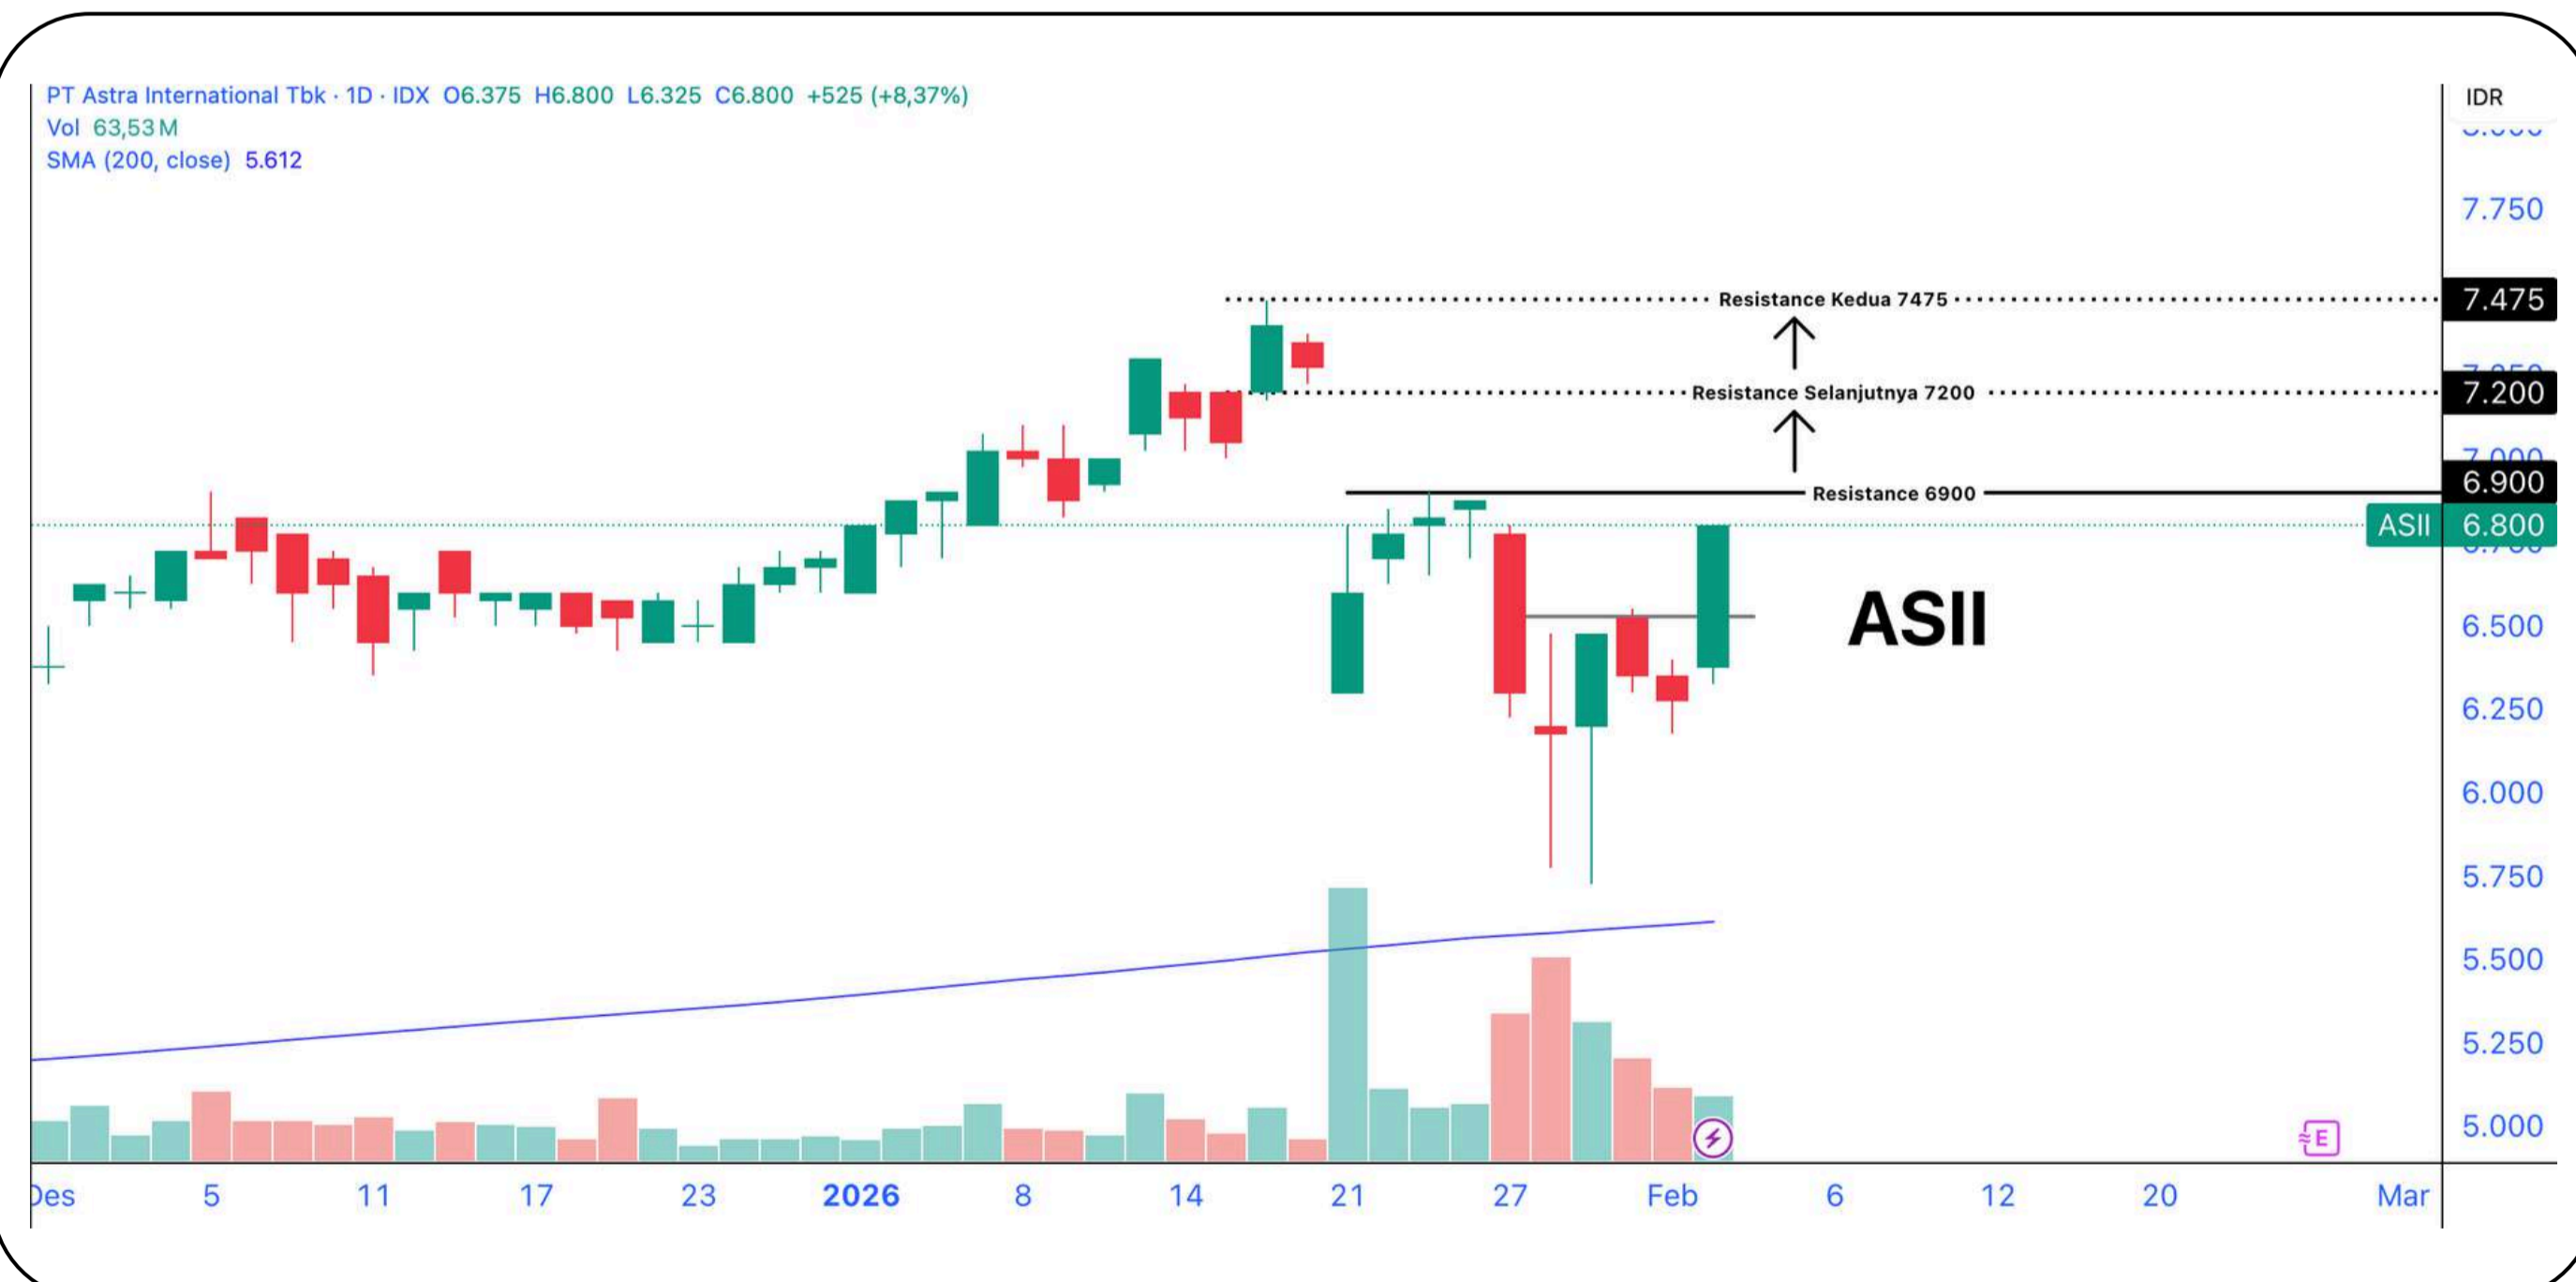 PT Astra International Tbk · 1D · IDX O6.375 H6.800 L6.325 C6.800 +525 (+8,37%)
Vol 63,53 M
SMA (200, close) 5.612
IDR
7.750
Resistance Kedua 7475
7.475
Resistance Selanjutnya 7200
7.200
7.000
6.900
Resistance 6900
ASII 6.800
ASII
6.500
6.250
6.000
5.750
5.500
5.250
5.000
E
Des 5 11 17 23 2026 8 14 21 27 Feb 6 12 20 Mar